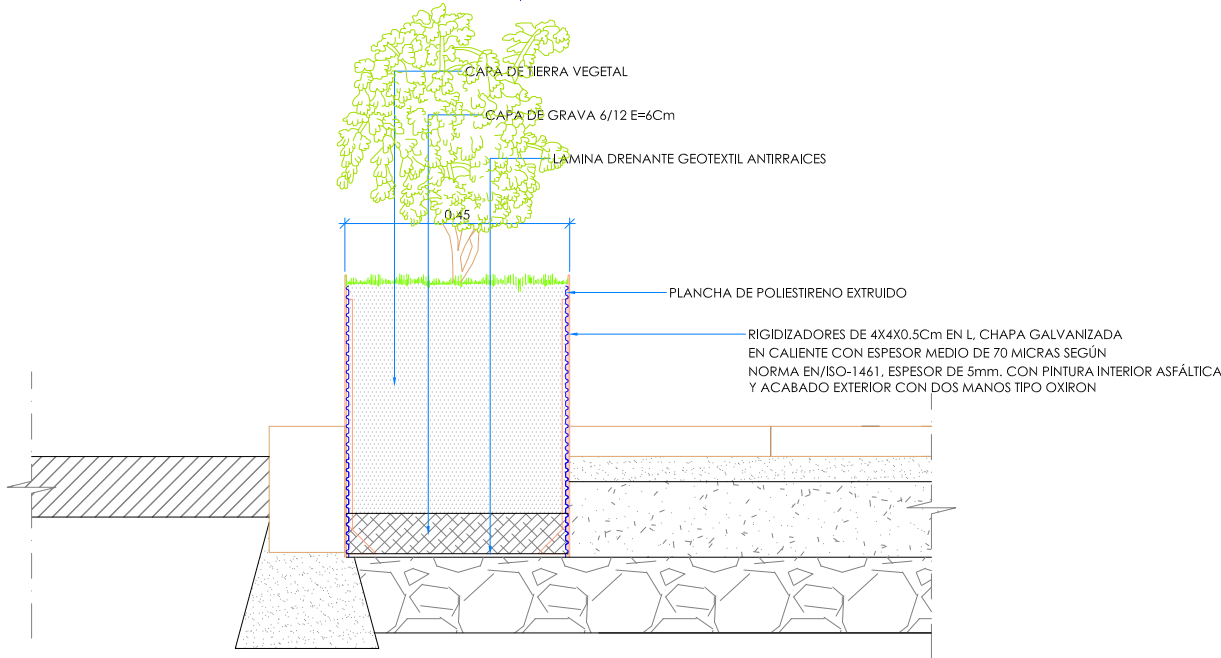 CAPA DE TIERRA VEGETAL
CAPA DE GRAVA 6/12 E=6Cm
LAMINA DRENANTE GEOTEXTIL ANTIRRAICES
0.45
PLANCHA DE POLIESTIRENO EXTRUIDO
RIGIDIZADORES DE 4X4X0.5Cm EN L, CHAPA GALVANIZADA
EN CALIENTE CON ESPESOR MEDIO DE 70 MICRAS SEGÚN
NORMA EN/ISO-1461, ESPESOR DE 5mm. CON PINTURA INTERIOR ASFÁLTICA
Y ACABADO EXTERIOR CON DOS MANOS TIPO OXIRON